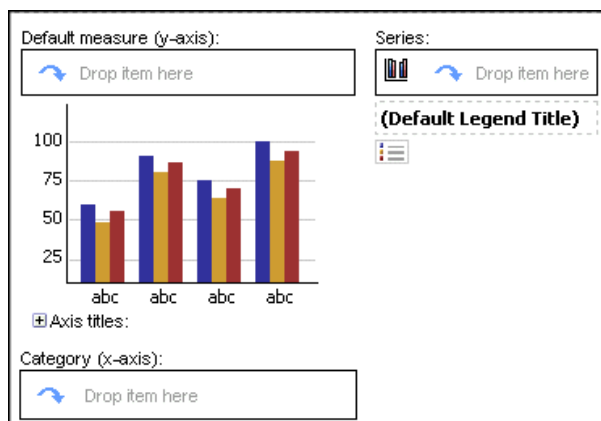 Default measure (y-axis):
Drop item here
Series:
Drop item here
(Default Legend Title)
100
75
50
25
abc abc abc abc
Axis titles:
Category (x-axis):
Drop item here